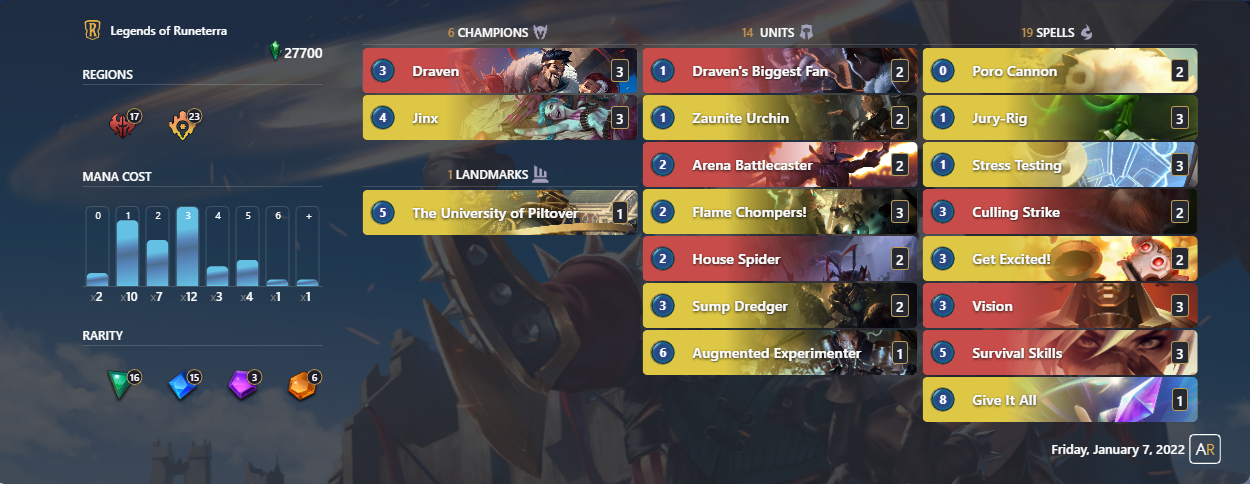 Legends of Runeterra
27700
REGIONS
17
23
MANA COST
0 1 2 3 4 5 6 +
x2 x10 x7 x12 x3 x4 x1 x1
RARITY
16 15 3 6
6 CHAMPIONS
3 Draven 3
4 Jinx 3
1 LANDMARKS
5 The University of Piltover 1
14 UNITS
1 Draven's Biggest Fan 2
1 Zaunite Urchin 2
2 Arena Battlecaster 2
2 Flame Chompers! 3
2 House Spider 2
3 Sump Dredger 2
6 Augmented Experimenter 1
19 SPELLS
0 Poro Cannon 2
1 Jury-Rig 3
1 Stress Testing 3
3 Culling Strike 2
3 Get Excited! 2
3 Vision 3
5 Survival Skills 3
8 Give It All 1
Friday, January 7, 2022 AR